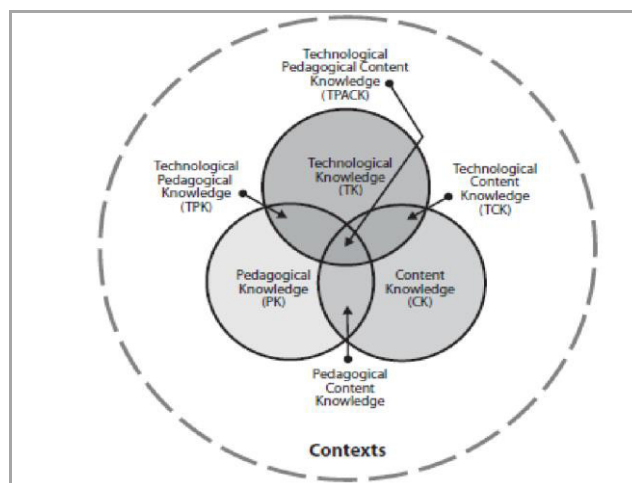 Technological
Pedagogical Content
Knowledge
(TPACK)
Technological
Pedagogical
Knowledge
(TPK)
Technological
Knowledge
(TK)
Technological
Content
Knowledge
(TCK)
Pedagogical
Knowledge
(PK)
Content
Knowledge
(CK)
Pedagogical
Content
Knowledge
Contexts